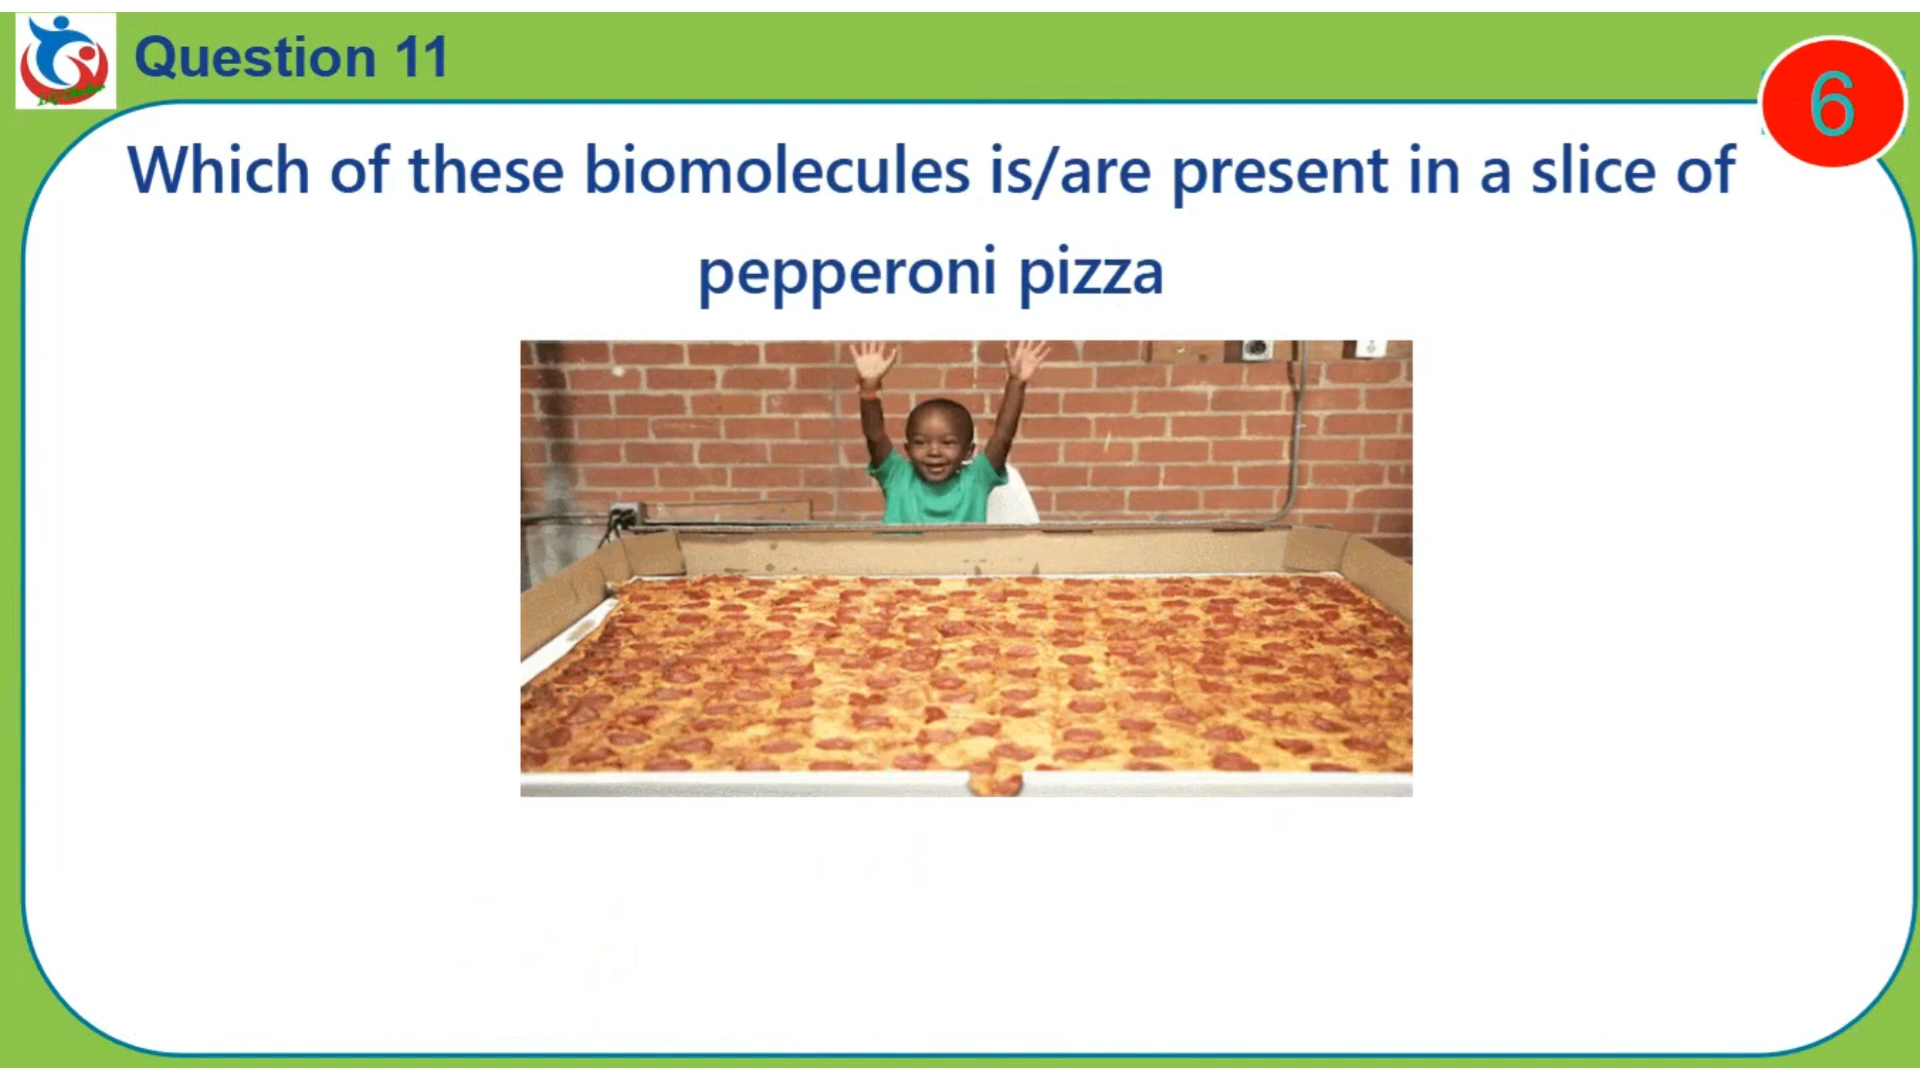 Question 11
6
Which of these biomolecules is/are present in a slice of
pepperoni pizza